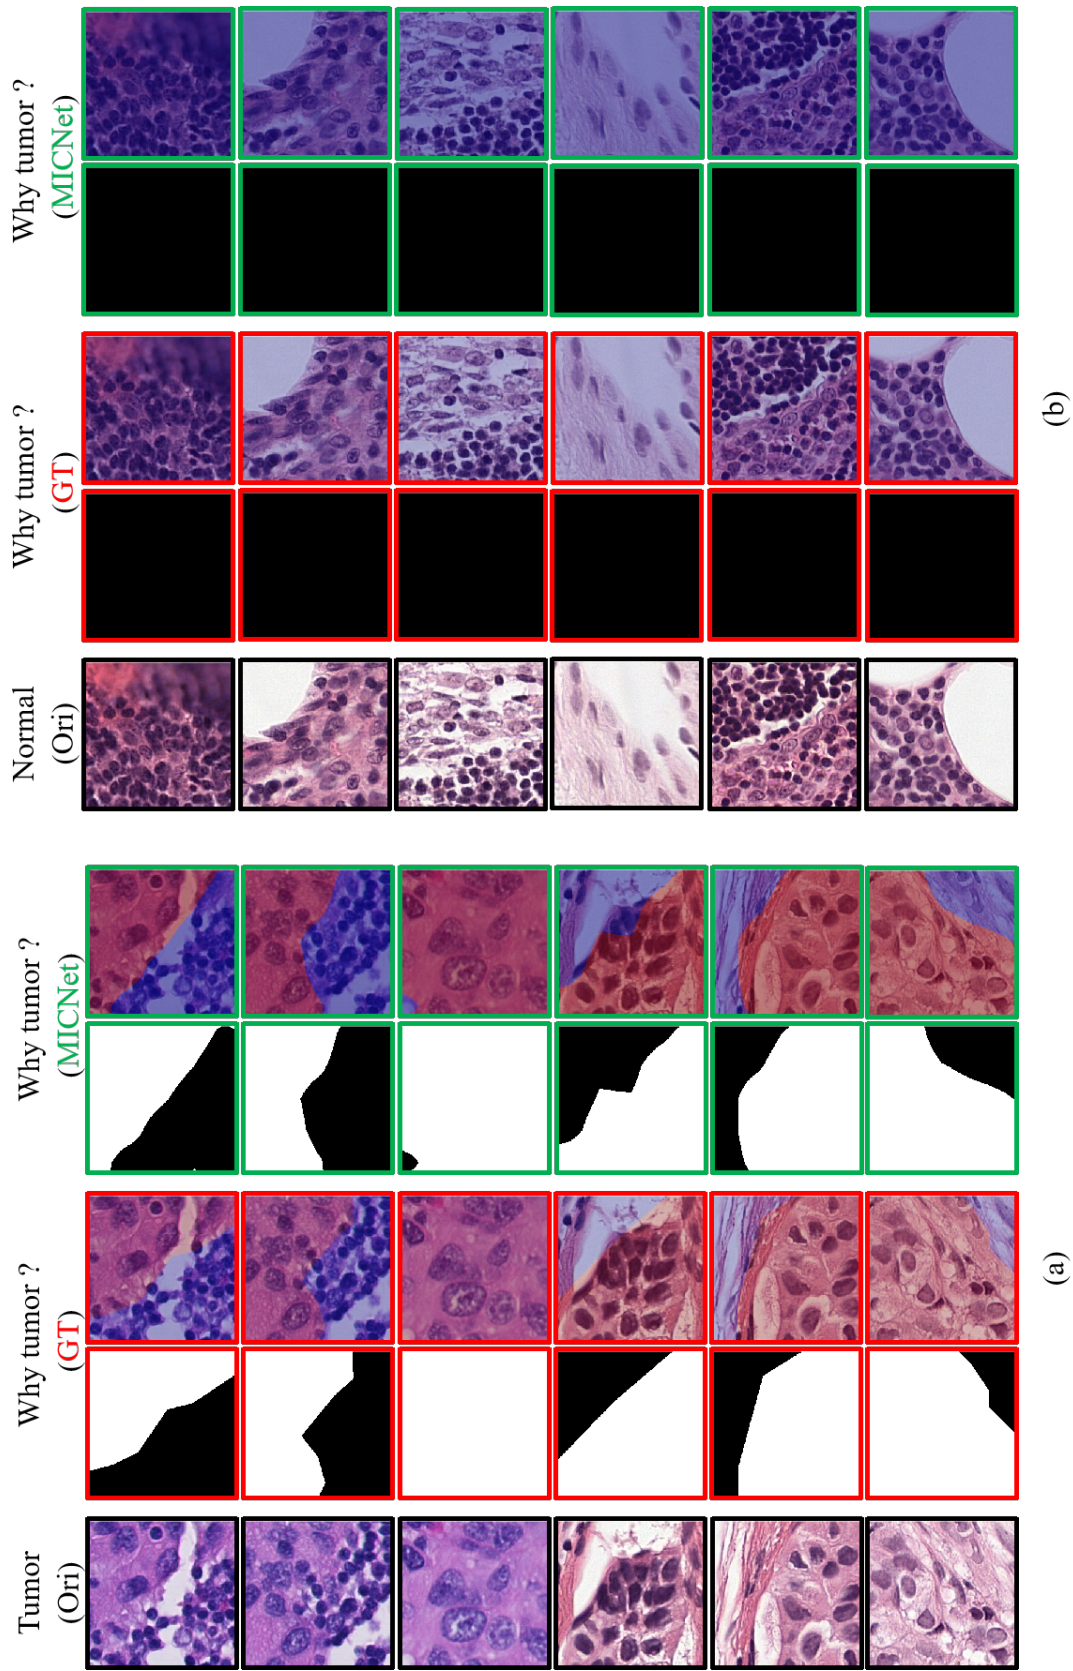 Tumor
(Ori)
Why tumor ?
(GT)
Why tumor ?
(MICNet)
(a)
Normal
(Ori)
Why tumor ?
(GT)
Why tumor ?
(MICNet)
(b)